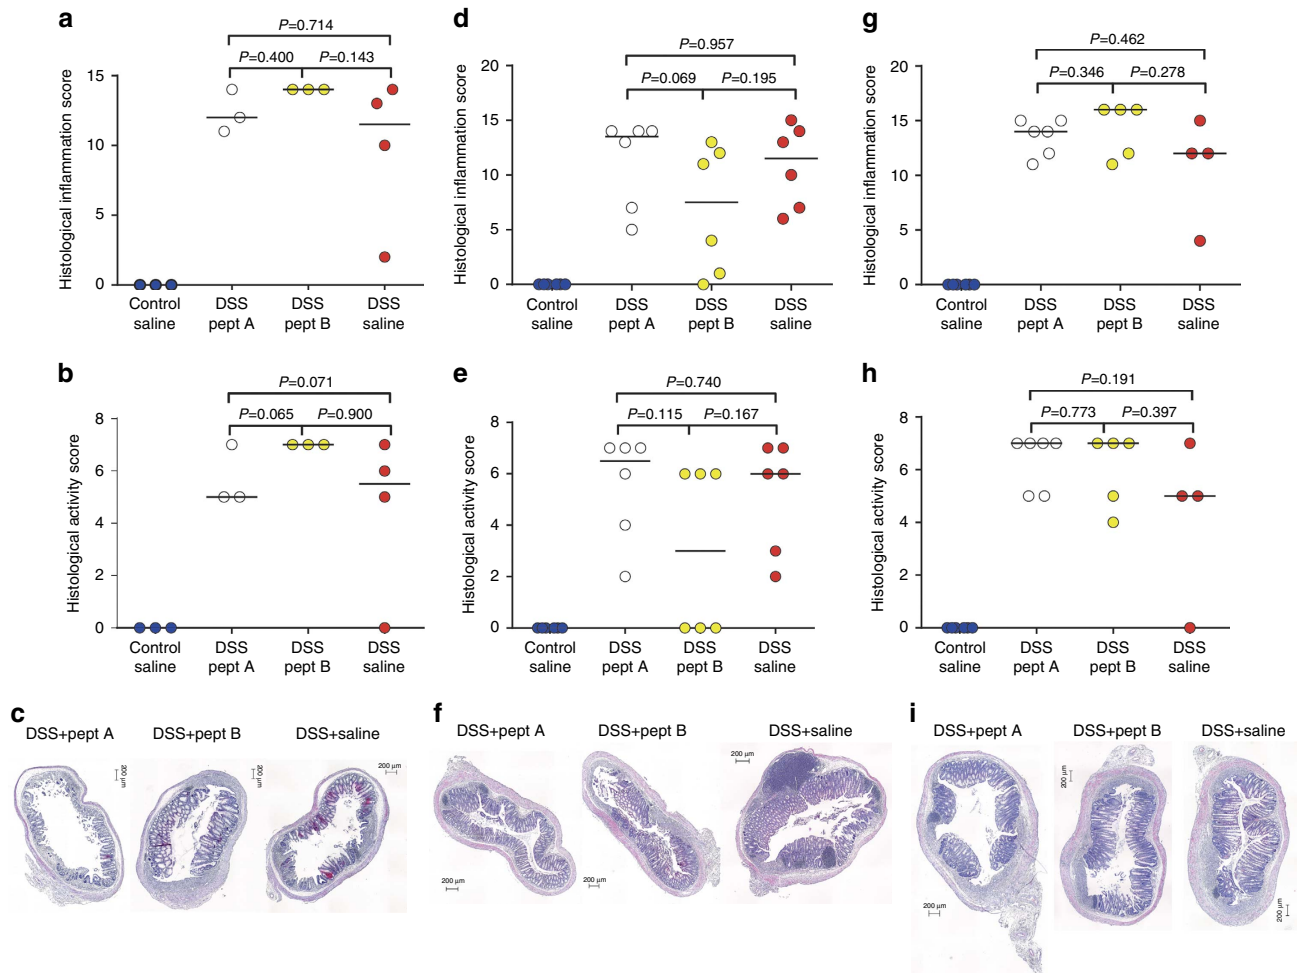 a
P=0.714
P=0.400
P=0.143
Histological inflammation score
15
10
5
0
Control saline
DSS pept A
DSS pept B
DSS saline
d
P=0.957
P=0.069
P=0.195
Histological inflammation score
20
15
10
5
0
Control saline
DSS pept A
DSS pept B
DSS saline
g
P=0.462
P=0.346
P=0.278
Histological inflammation score
20
15
10
5
0
Control saline
DSS pept A
DSS pept B
DSS saline
b
P=0.071
P=0.065
P=0.900
Histological activity score
8
6
4
2
0
Control saline
DSS pept A
DSS pept B
DSS saline
e
P=0.740
P=0.115
P=0.167
Histological activity score
8
6
4
2
0
Control saline
DSS pept A
DSS pept B
DSS saline
h
P=0.191
P=0.773
P=0.397
Histological activity score
8
6
4
2
0
Control saline
DSS pept A
DSS pept B
DSS saline
c
DSS+pept A
DSS+pept B
DSS+saline
200 µm
200 µm
200 µm
f
DSS+pept A
DSS+pept B
DSS+saline
200 µm
200 µm
200 µm
i
DSS+pept A
DSS+pept B
DSS+saline
200 µm
200 µm
200 µm